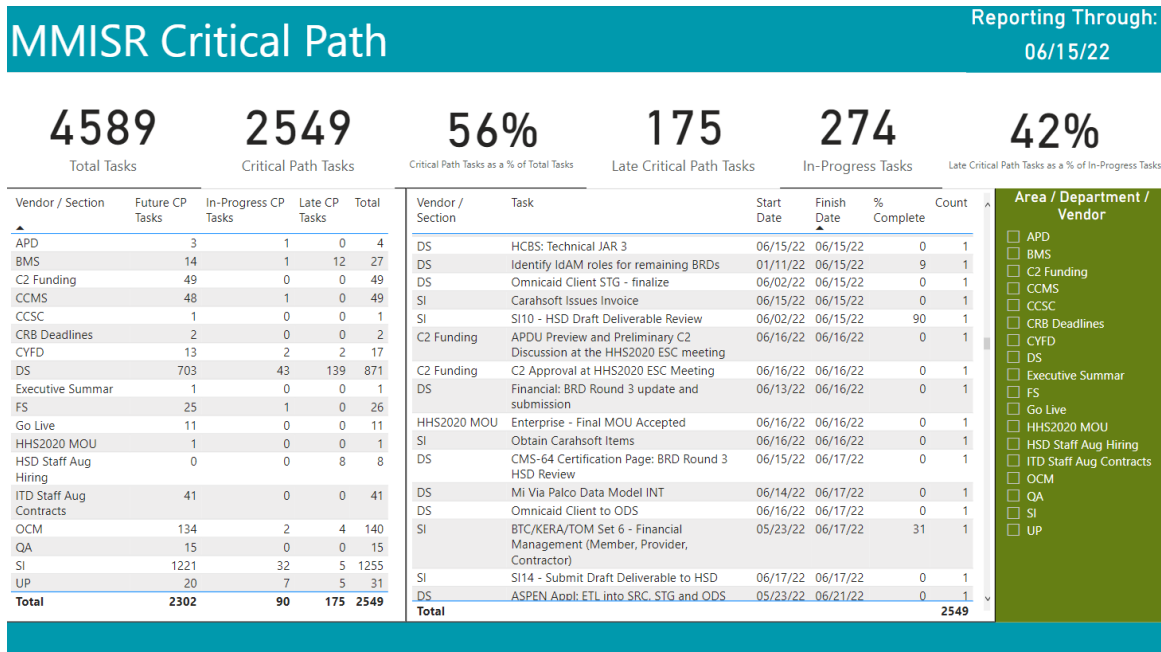 MMISR Critical Path
Reporting Through:
06/15/22
4589
Total Tasks
2549
Critical Path Tasks
56%
Critical Path Tasks as a % of Total Tasks
175
Late Critical Path Tasks
274
In-Progress Tasks
42%
Late Critical Path Tasks as a % of In-Progress Tasks
Vendor / Section Future CP Tasks In-Progress CP Tasks Late CP Tasks Total
APD 3 1 0 4
BMS 14 1 12 27
C2 Funding 49 0 0 49
CCMS 48 1 0 49
CCSC 1 0 0 1
CRB Deadlines 2 0 0 2
CYFD 13 2 2 17
DS 703 43 139 871
Executive Summar 1 0 0 1
FS 25 1 0 26
Go Live 11 0 0 11
HHS2020 MOU 1 0 0 1
HSD Staff Aug Hiring 0 0 8 8
ITD Staff Aug Contracts 41 0 0 41
OCM 134 2 4 140
QA 15 0 0 15
SI 1221 32 5 1255
UP 20 7 5 31
Total 2302 90 175 2549
Vendor / Section Task Start Date Finish Date % Complete Count
DS HCBS: Technical JAR 3 06/15/22 06/15/22 0 1
DS Identify IdAM roles for remaining BRDs 01/11/22 06/15/22 9 1
DS Omnicaid Client STG - finalize 06/02/22 06/15/22 0 1
SI Carahsoft Issues Invoice 06/15/22 06/15/22 0 1
SI SI10 - HSD Draft Deliverable Review 06/02/22 06/15/22 90 1
C2 Funding APDU Preview and Preliminary C2 06/16/22 06/16/22 0 1
Discussion at the HHS2020 ESC meeting
C2 Funding C2 Approval at HHS2020 ESC Meeting 06/16/22 06/16/22 0 1
DS Financial: BRD Round 3 update and 06/13/22 06/16/22 0 1
submission
HHS2020 MOU Enterprise - Final MOU Accepted 06/16/22 06/16/22 0 1
SI Obtain Carahsoft Items 06/16/22 06/16/22 0 1
DS CMS-64 Certification Page: BRD Round 3 06/15/22 06/17/22 0 1
HSD Review
DS Mi Via Palco Data Model INT 06/14/22 06/17/22 0 1
DS Omnicaid Client to ODS 06/16/22 06/17/22 0 1
SI BTC/KERA/TOM Set 6 - Financial 05/23/22 06/17/22 31 1
Management (Member, Provider,
Contractor)
SI SI14 - Submit Draft Deliverable to HSD 06/17/22 06/17/22 0 1
DS ASPEN Appl: ETL into SRC, STG and ODS 05/23/22 06/21/22 0 1
Total 2549
Area / Department /
Vendor
APD
BMS
C2 Funding
CCMS
CCSC
CRB Deadlines
CYFD
DS
Executive Summar
FS
Go Live
HHS2020 MOU
HSD Staff Aug Hiring
ITD Staff Aug Contracts
OCM
QA
SI
UP